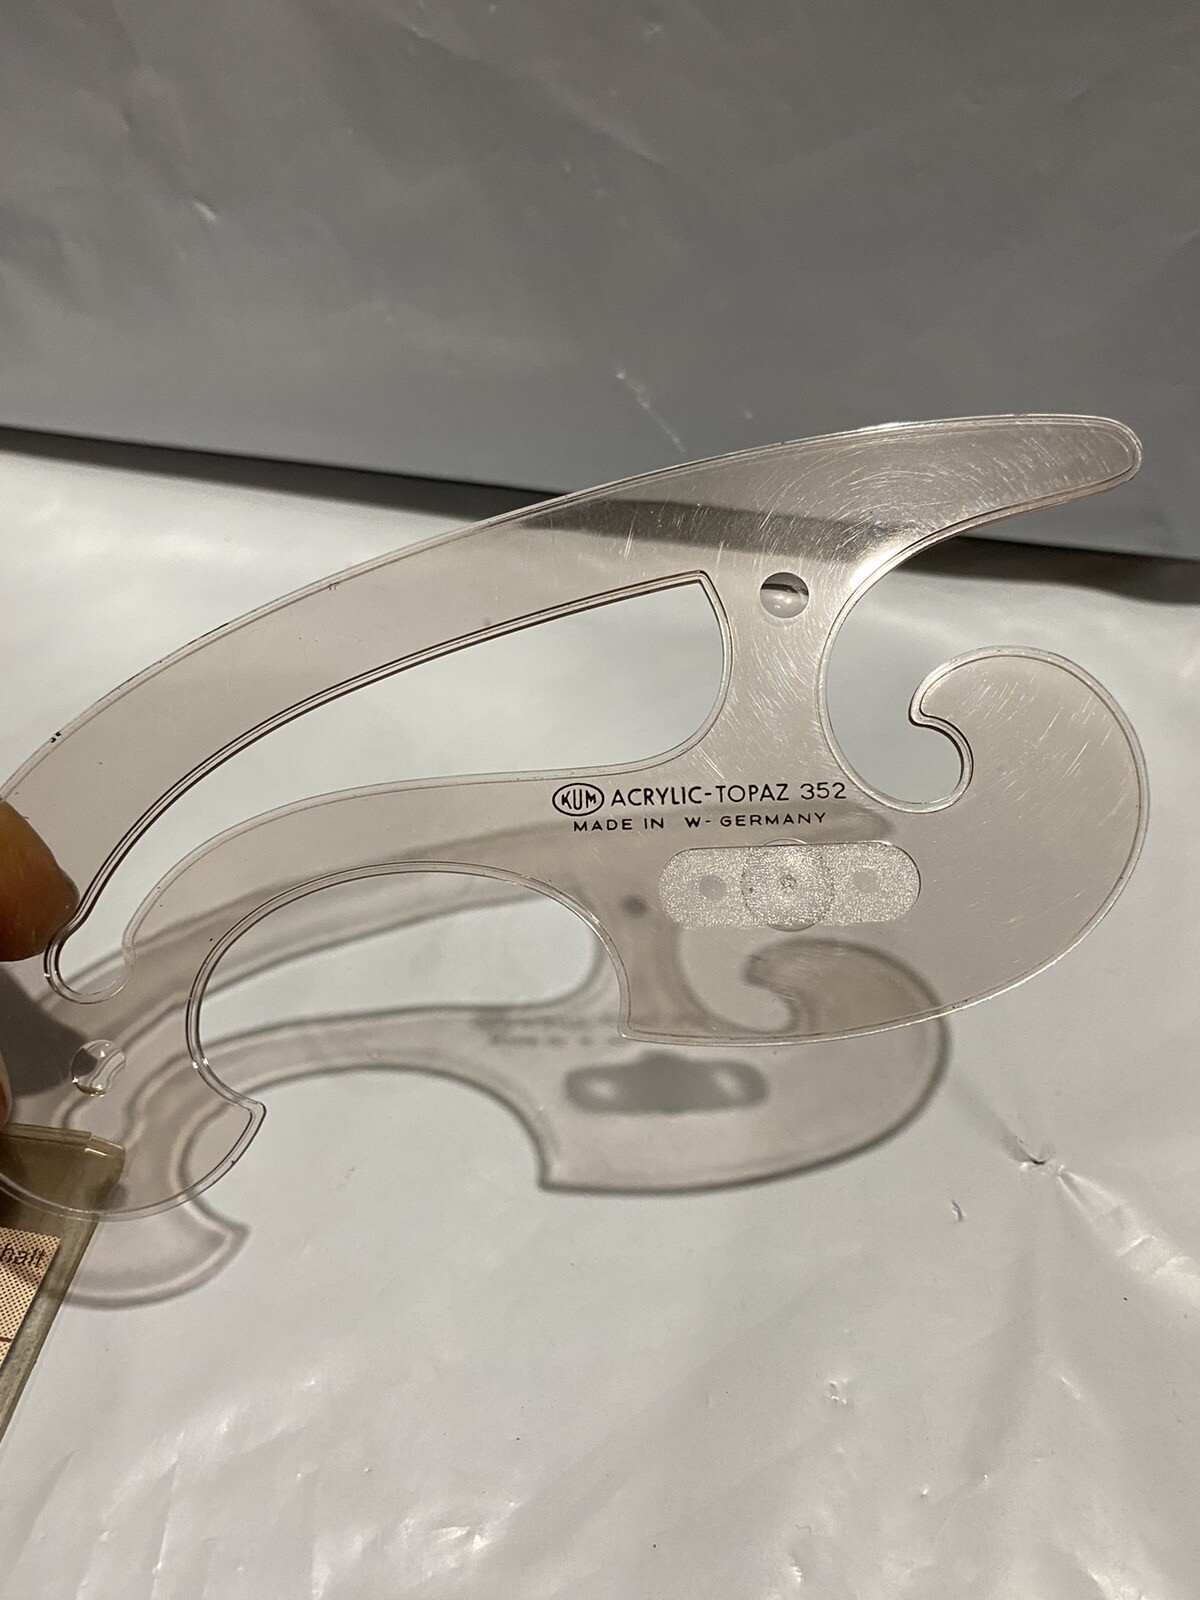 KUM ACRYLIC-TOPAZ 352
MADE IN W-GERMANY